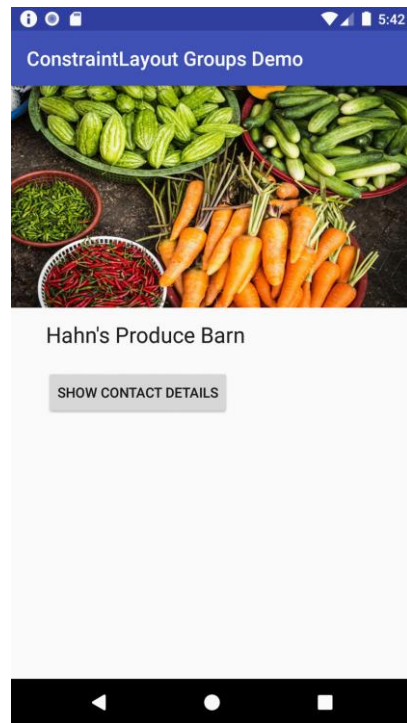 5:42
ConstraintLayout Groups Demo
Hahn's Produce Barn
SHOW CONTACT DETAILS